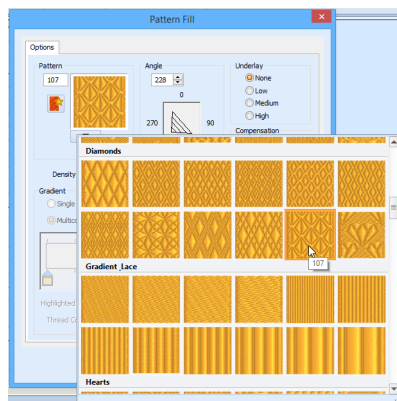 Pattern Fill
x
Options
Pattern
107
Angle
228
0
270
90
Underlay
None
Low
Medium
High
Compensation
Density
Gradient
Single
Multico
Highlighted
Thread Co
Diamonds
107
Gradient_Lace
Hearts